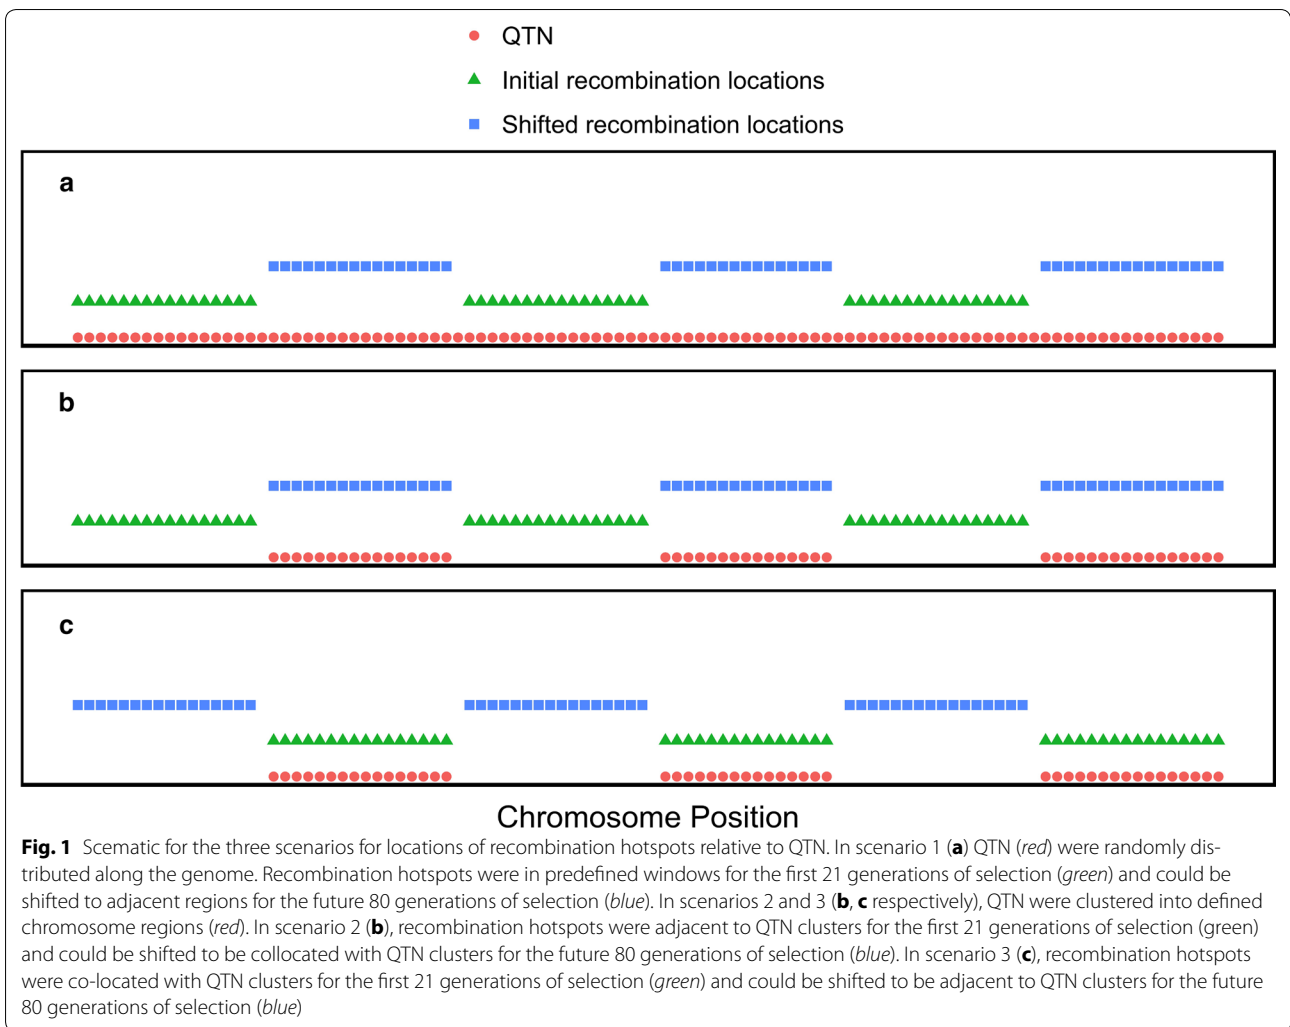 QTN
Initial recombination locations
Shifted recombination locations
a
b
c
Chromosome Position
Fig. 1 Scematic for the three scenarios for locations of recombination hotspots relative to QTN. In scenario 1 (a) QTN (red) were randomly dis-
tributed along the genome. Recombination hotspots were in predefined windows for the first 21 generations of selection (green) and could be
shifted to adjacent regions for the future 80 generations of selection (blue). In scenarios 2 and 3 (b, c respectively), QTN were clustered into defined
chromosome regions (red). In scenario 2 (b), recombination hotspots were adjacent to QTN clusters for the first 21 generations of selection (green)
and could be shifted to be collocated with QTN clusters for the future 80 generations of selection (blue). In scenario 3 (c), recombination hotspots
were co-located with QTN clusters for the first 21 generations of selection (green) and could be shifted to be adjacent to QTN clusters for the future
80 generations of selection (blue)